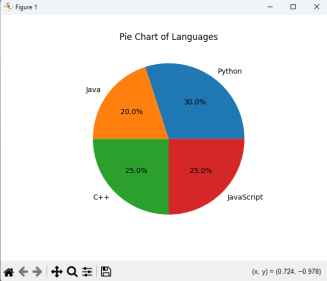 Figure 1
Pie Chart of Languages
Python
30.0%
Java
20.0%
25.0%
25.0%
C++
JavaScript
(x, y) = (0.724, −0.978)